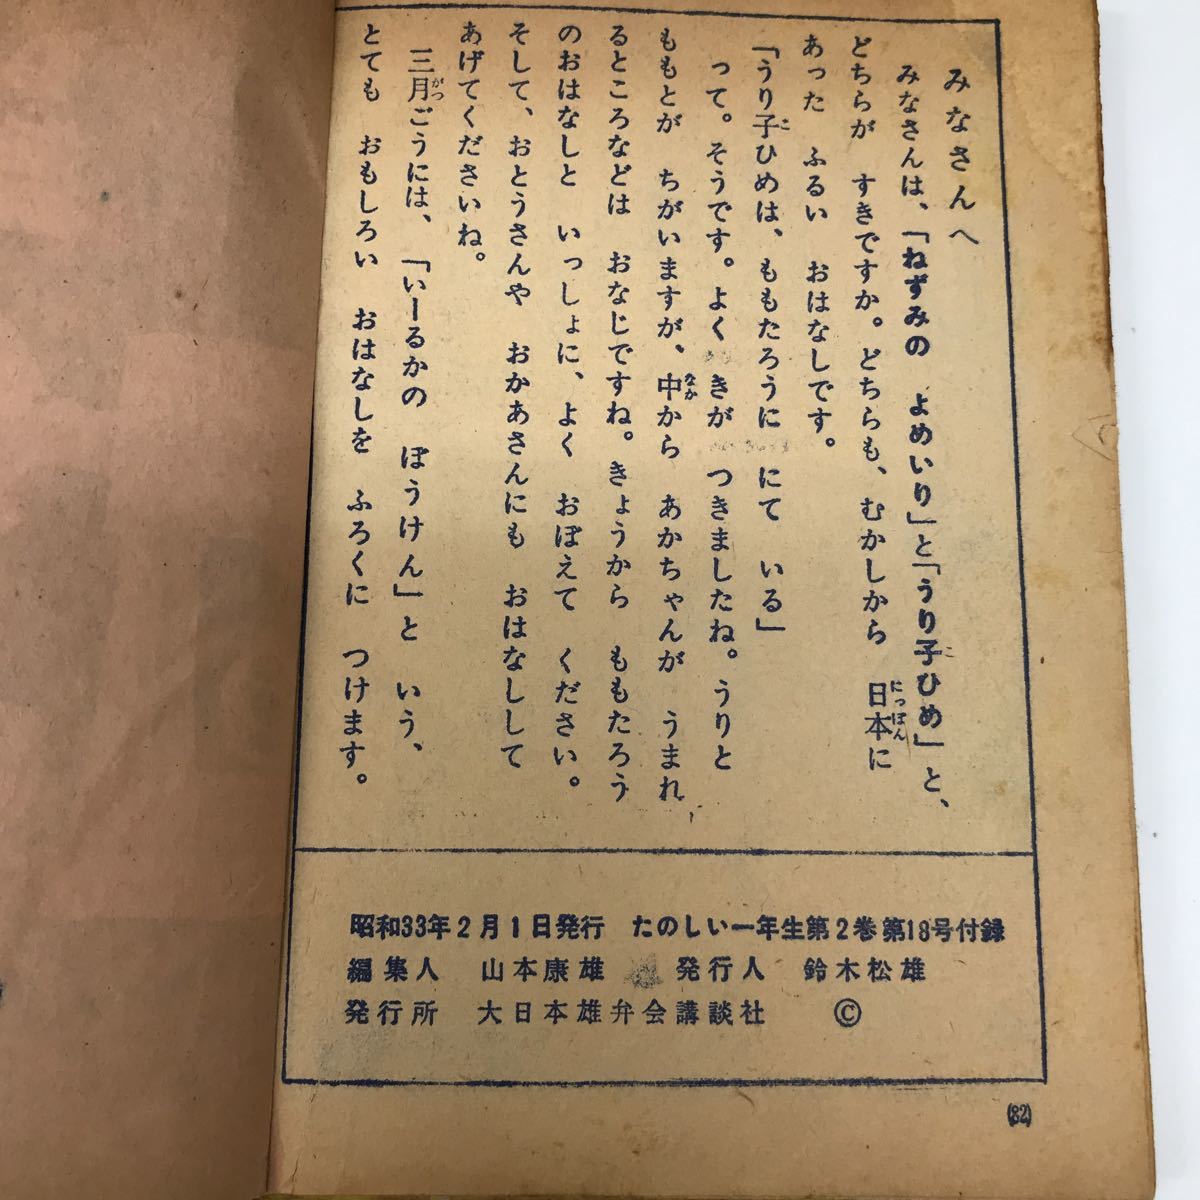 みなさんへ
みなさんは、「ねずみの　よめいり」と「うり子ひめ」と、
どちらが　すきですか。どちらも、むかしから　日本に
あった　ふるい　おはなしです。
「うり子ひめは、ももたろうに　にて　いる」
って。そうです。よく　きが　つきましたね。うりと
ももとが　ちがいますが、中から　あかちゃんが　うまれ
るところなどは　おなじですね。きょうから　ももたろう
のおはなしと　いっしょに、よく　おぼえて　ください。
そして、おとうさんや　おかあさんにも　おはなしして
あげてくださいね。
三月ごうには、「いーるかの　ぼうけん」と　いう、
とても　おもしろい　おはなしを　ふろくに　つけます。
昭和33年2月1日発行　たのしい一年生第2巻第18号付録
編集人　山本康雄　発行人　鈴木松雄
発行所　大日本雄弁会講談社　©
(82)